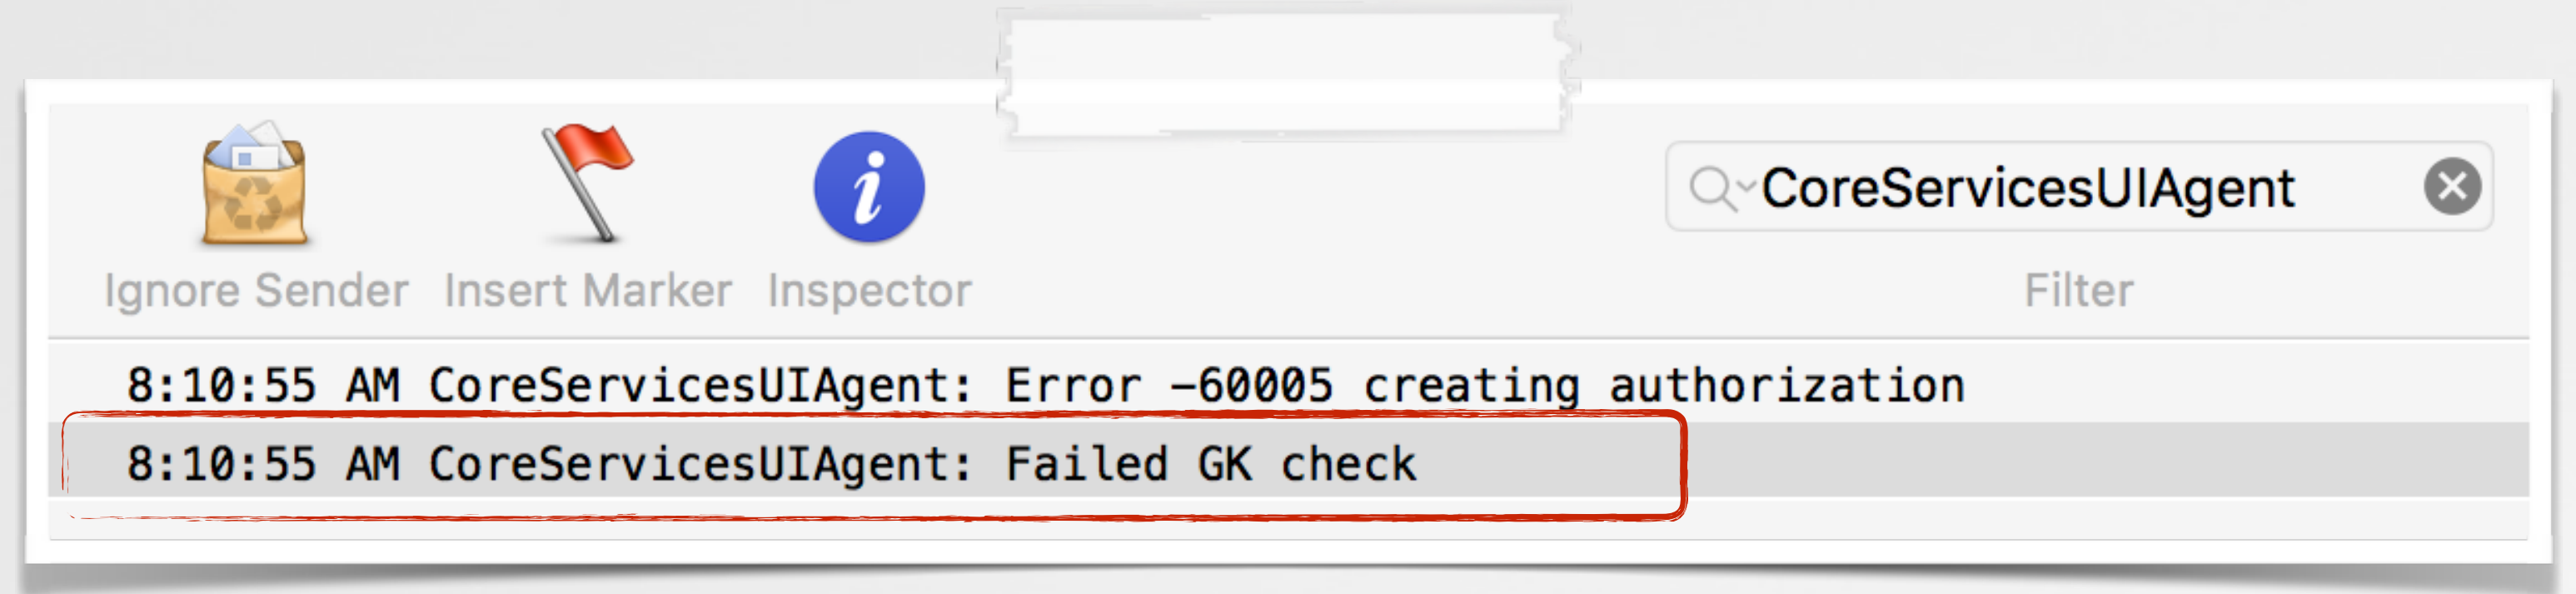 CoreServicesUIAgent
Ignore Sender Insert Marker Inspector Filter
8:10:55 AM CoreServicesUIAgent: Error -60005 creating authorization
8:10:55 AM CoreServicesUIAgent: Failed GK check